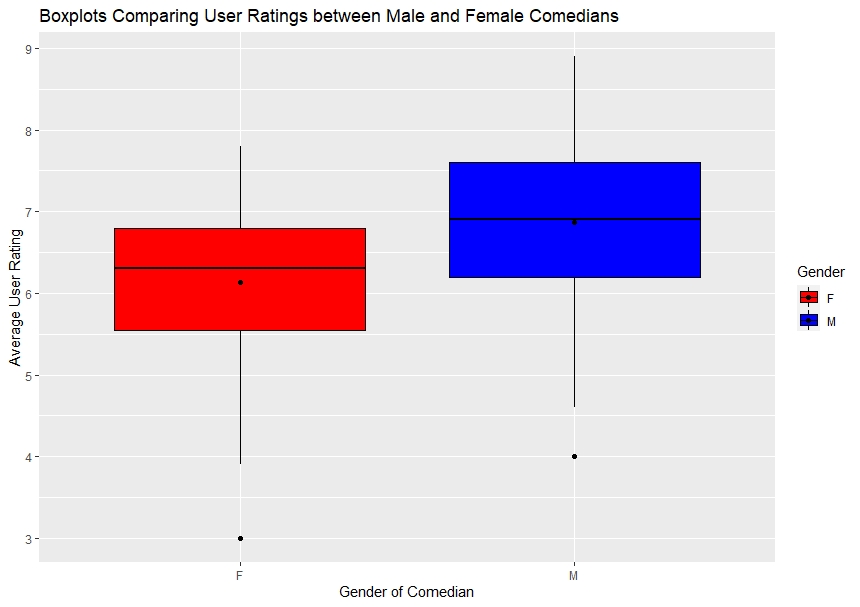 Boxplots Comparing User Ratings between Male and Female Comedians
Average User Rating
9
8
7
6
5
4
3
F
M
Gender of Comedian
Gender
F
M